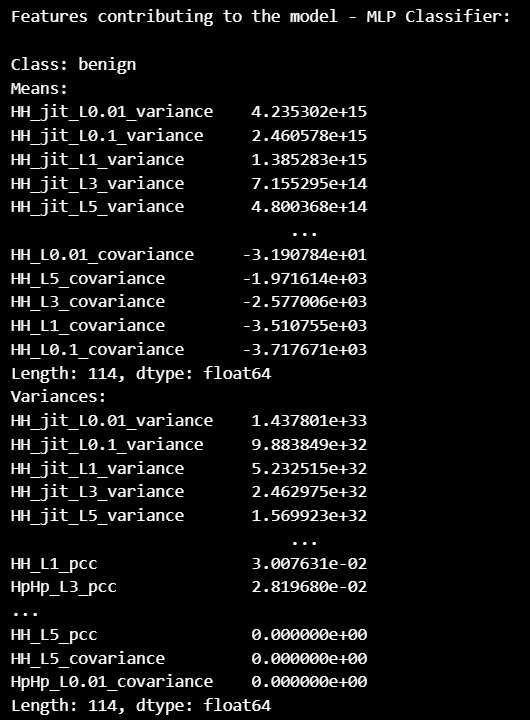 Features contributing to the model - MLP Classifier:
Class: benign
Means:
HH_jit_L0.01_variance    4.235302e+15
HH_jit_L0.1_variance     2.460578e+15
HH_jit_L1_variance       1.385283e+15
HH_jit_L3_variance       7.155295e+14
HH_jit_L5_variance       4.800368e+14
...
HH_L0.01_covariance     -3.190784e+01
HH_L5_covariance        -1.971614e+03
HH_L3_covariance        -2.577006e+03
HH_L1_covariance        -3.510755e+03
HH_L0.1_covariance      -3.717671e+03
Length: 114, dtype: float64
Variances:
HH_jit_L0.01_variance    1.437801e+33
HH_jit_L0.1_variance     9.883849e+32
HH_jit_L1_variance       5.232515e+32
HH_jit_L3_variance       2.462975e+32
HH_jit_L5_variance       1.569923e+32
...
HH_L1_pcc                3.007631e-02
HpHp_L3_pcc              2.819680e-02
...
HH_L5_pcc                0.000000e+00
HH_L5_covariance         0.000000e+00
HpHp_L0.01_covariance    0.000000e+00
Length: 114, dtype: float64